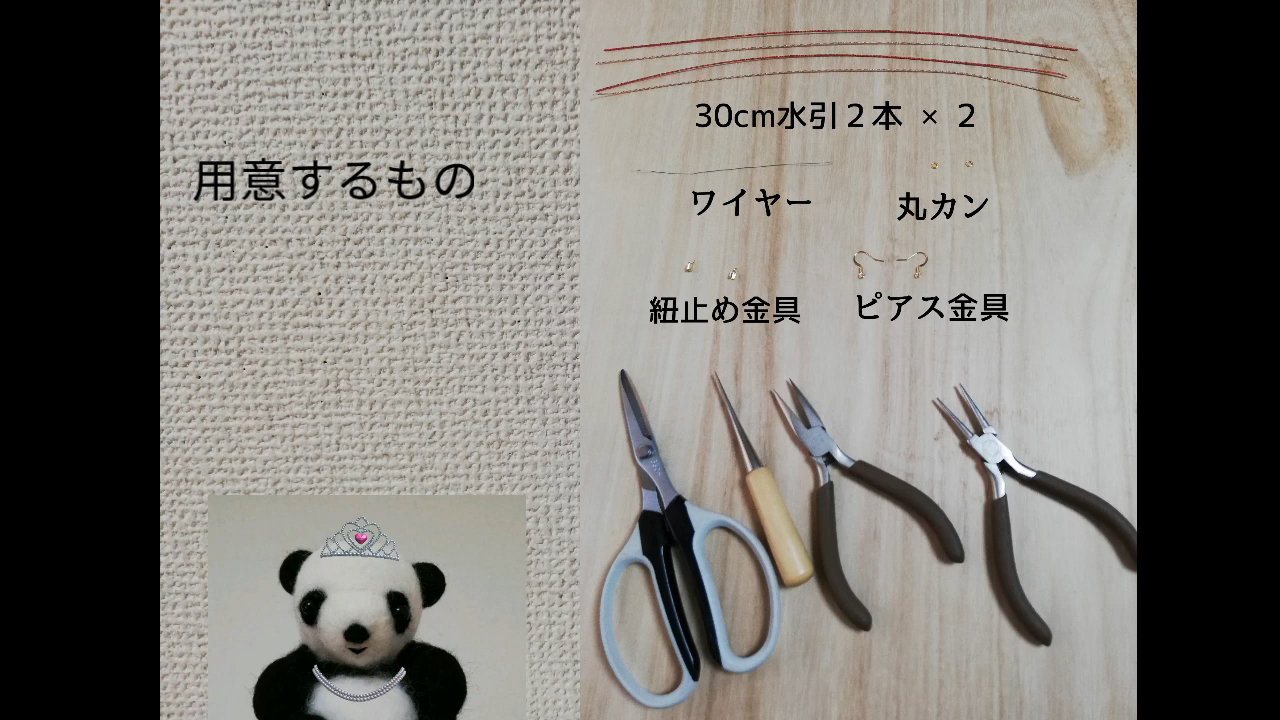 用意するもの
30cm水引２本 × ２
ワイヤー
丸カン
紐止め金具
ピアス金具